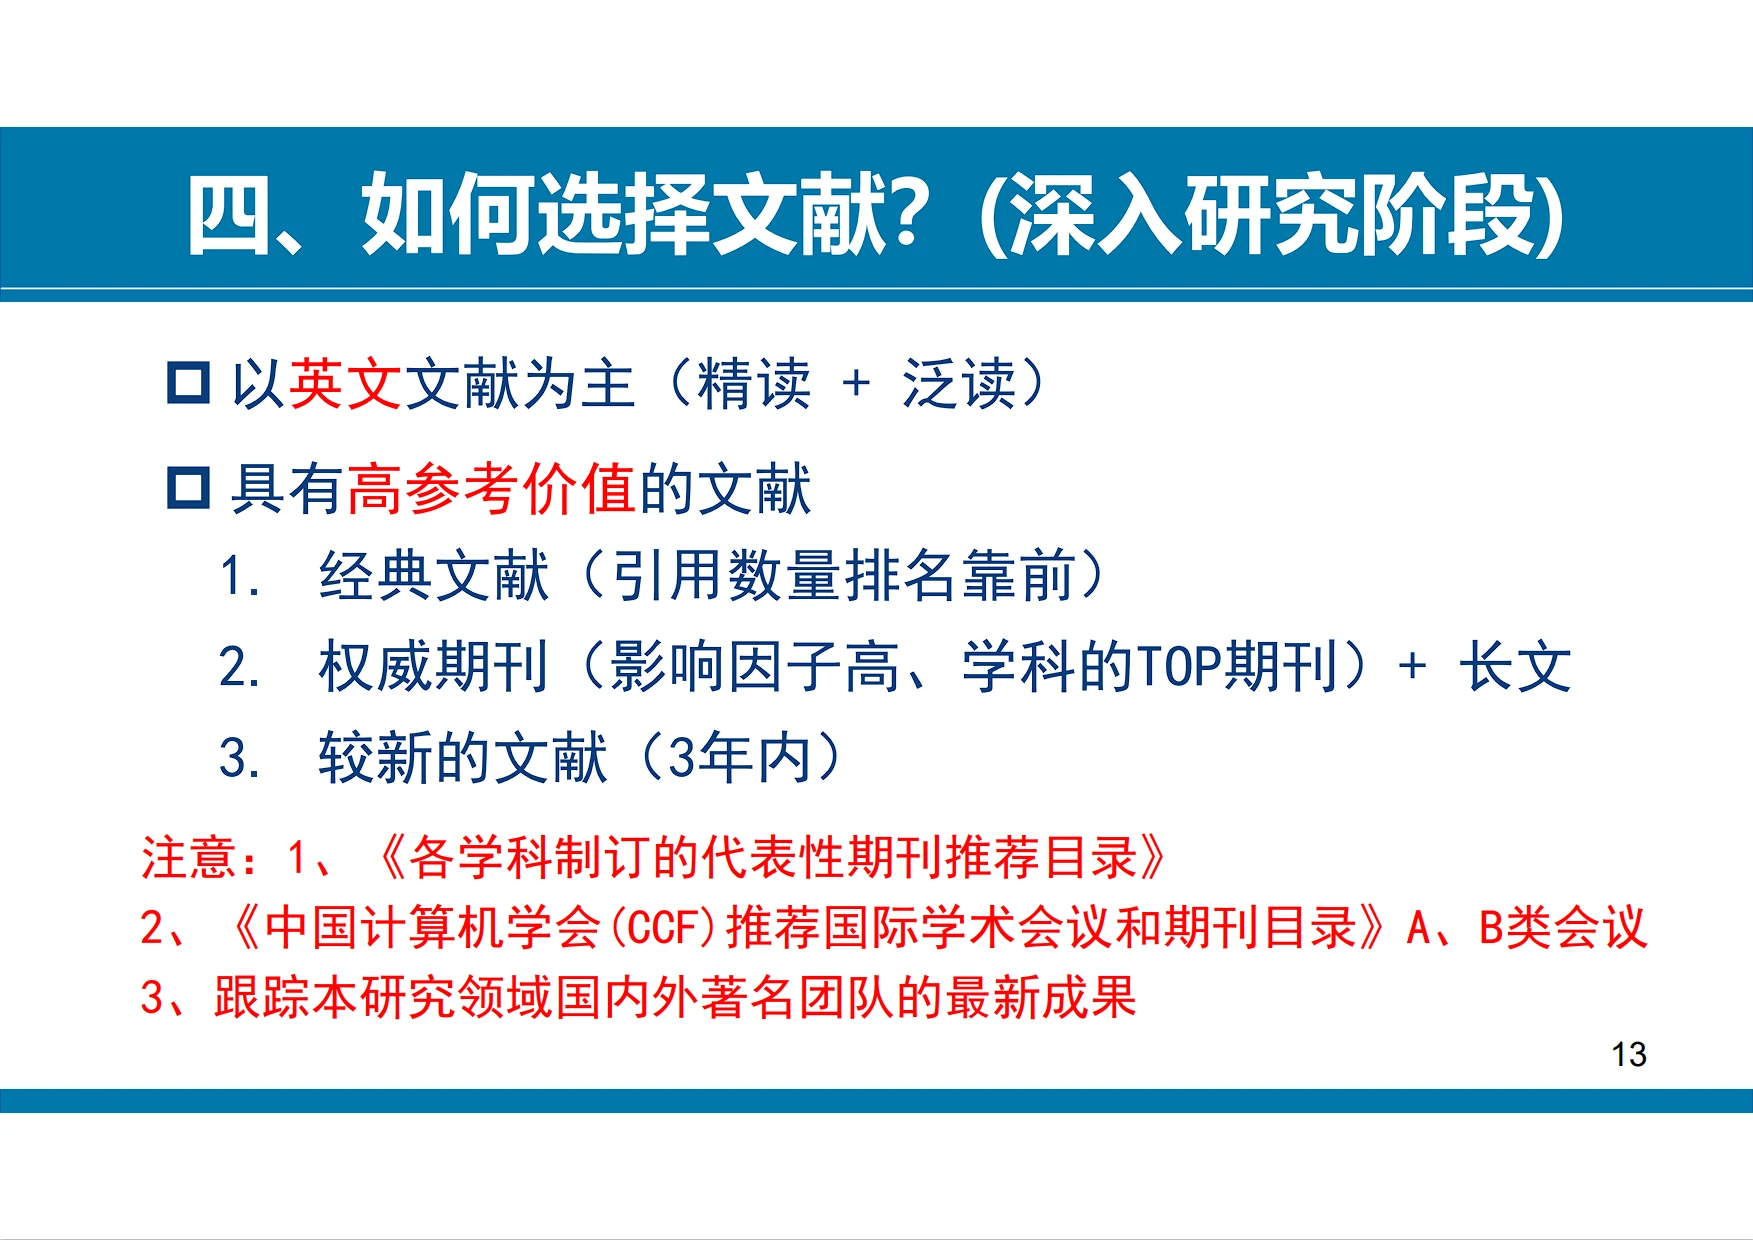 四、如何选择文献？(深入研究阶段)
以英文文献为主（精读 + 泛读）
具有高参考价值的文献
1. 经典文献（引用数量排名靠前）
2. 权威期刊（影响因子高、学科的TOP期刊）+ 长文
3. 较新的文献（3年内）
注意：1、《各学科制订的代表性期刊推荐目录》
2、《中国计算机学会(CCF)推荐国际学术会议和期刊目录》A、B类会议
3、跟踪本研究领域国内外著名团队的最新成果
13